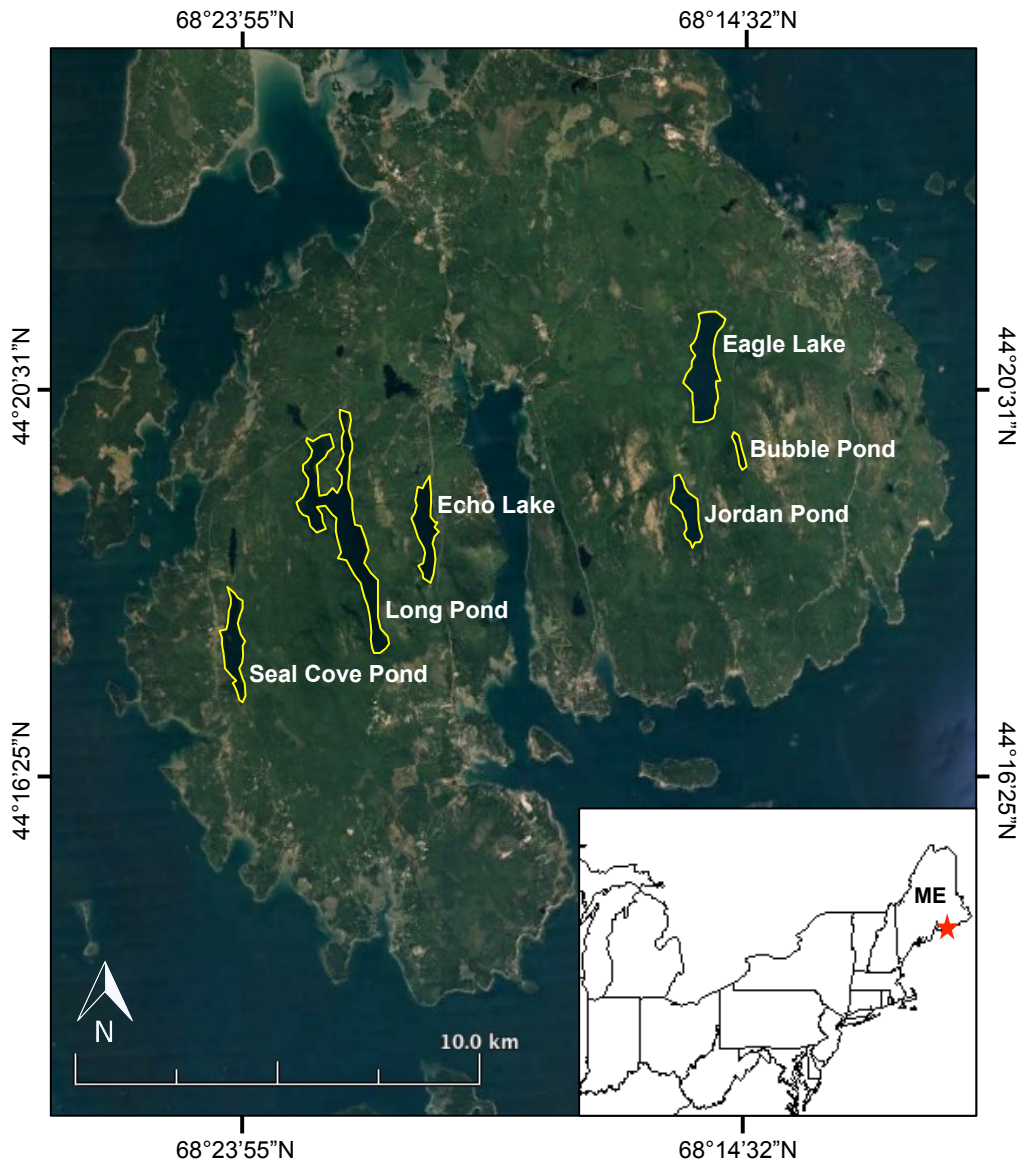 68°23’55”N
68°14’32”N
44°20’31”N
44°20’31”N
Eagle Lake
Bubble Pond
Echo Lake
Jordan Pond
Long Pond
Seal Cove Pond
44°16’25”N
44°16’25”N
ME
N
10.0 km
68°23’55”N
68°14’32”N